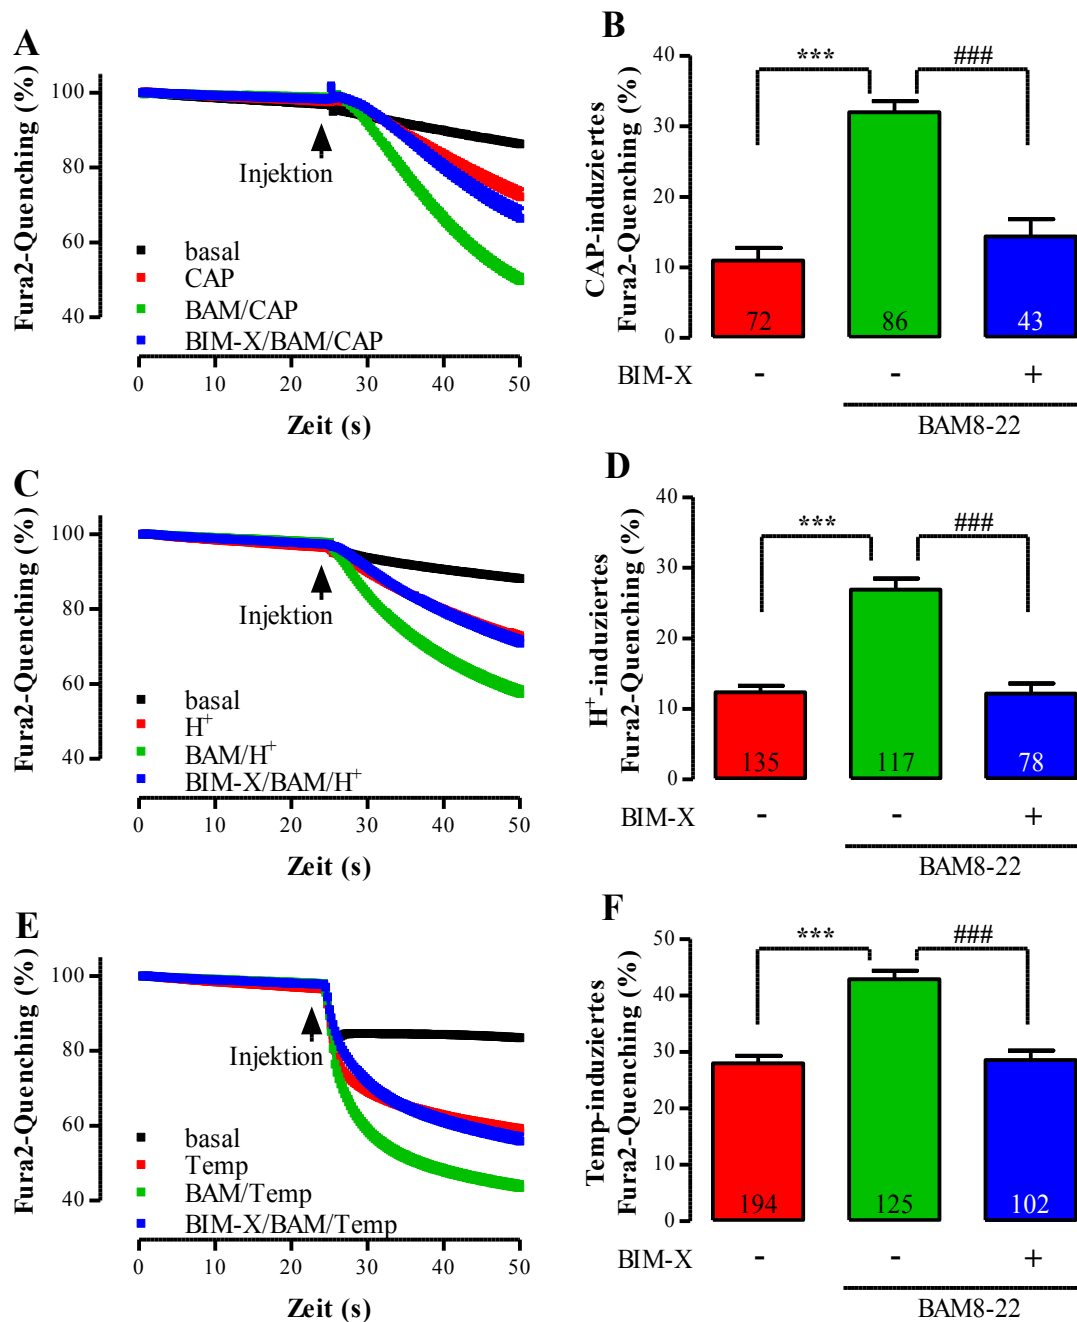 A
Fura2-Quenching (%)
100
80
60
40
Injektion
basal
CAP
BAM/CAP
BIM-X/BAM/CAP
0 10 20 30 40 50
Zeit (s)
B
CAP-induziertes
Fura2-Quenching (%)
40
30
20
10
0
*** ###
72 86 43
BIM-X - - +
BAM8-22
C
Fura2-Quenching (%)
100
80
60
40
Injektion
basal
H⁺
BAM/H⁺
BIM-X/BAM/H⁺
0 10 20 30 40 50
Zeit (s)
D
H⁺-induziertes
Fura2-Quenching (%)
40
30
20
10
0
*** ###
135 117 78
BIM-X - - +
BAM8-22
E
Fura2-Quenching (%)
100
80
60
40
Injektion
basal
Temp
BAM/Temp
BIM-X/BAM/Temp
0 10 20 30 40 50
Zeit (s)
F
Temp-induziertes
Fura2-Quenching (%)
50
40
30
20
10
0
*** ###
194 125 102
BIM-X - - +
BAM8-22